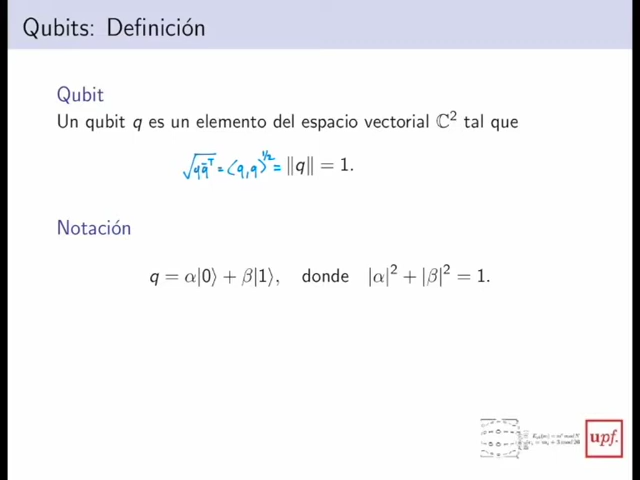 Qubits: Definición
Qubit
Un qubit q es un elemento del espacio vectorial ℂ² tal que
√(qq̄ᵀ) = ⟨q,q⟩^{1/2} = ‖q‖ = 1.
Notación
q = α|0⟩ + β|1⟩, donde |α|² + |β|² = 1.
upf.